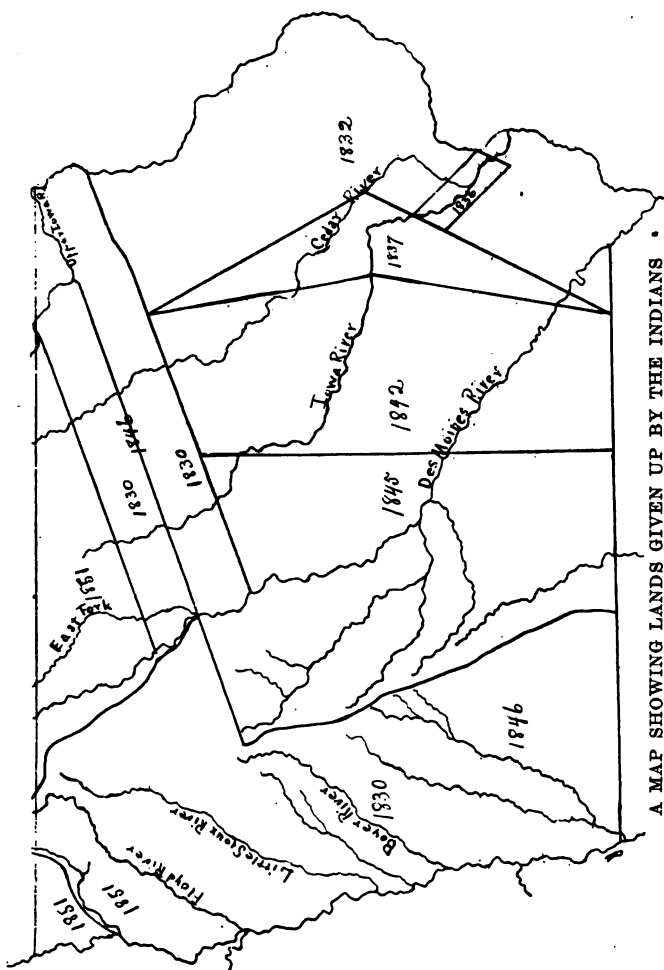 Upper Iowa R.
1832
Cedar River
1836
1837
Iowa River
1842
Des Moines River
1845
1830
1846
1830
East Fork
1851
1846
Boyer River
1830
Little Sioux River
Floyd River
1851
1851
A MAP SHOWING LANDS GIVEN UP BY THE INDIANS